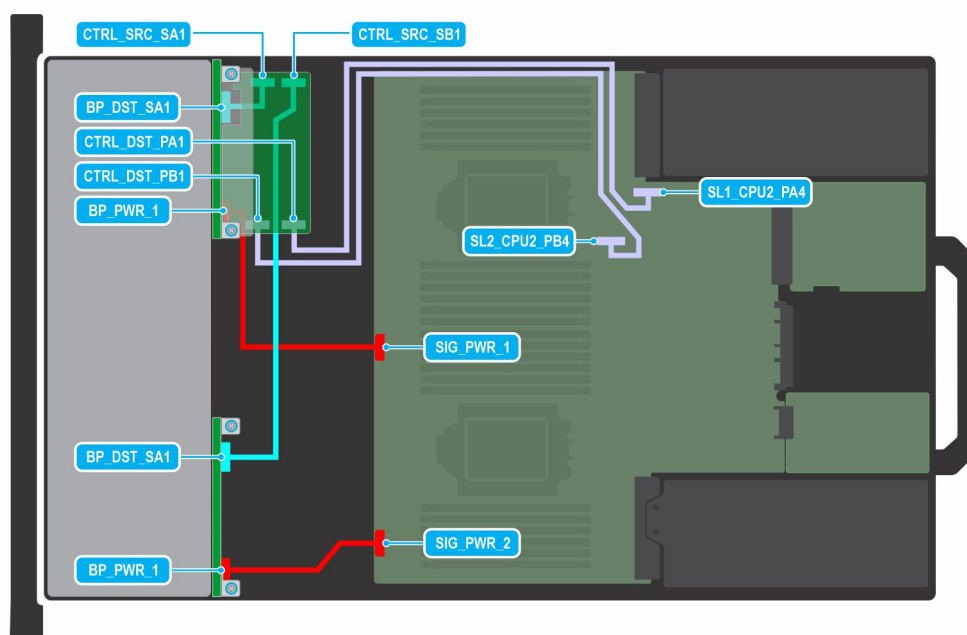 CTRL_SRC_SA1
CTRL_SRC_SB1
BP_DST_SA1
CTRL_DST_PA1
CTRL_DST_PB1
BP_PWR_1
SL1_CPU2_PA4
SL2_CPU2_PB4
SIG_PWR_1
BP_DST_SA1
SIG_PWR_2
BP_PWR_1